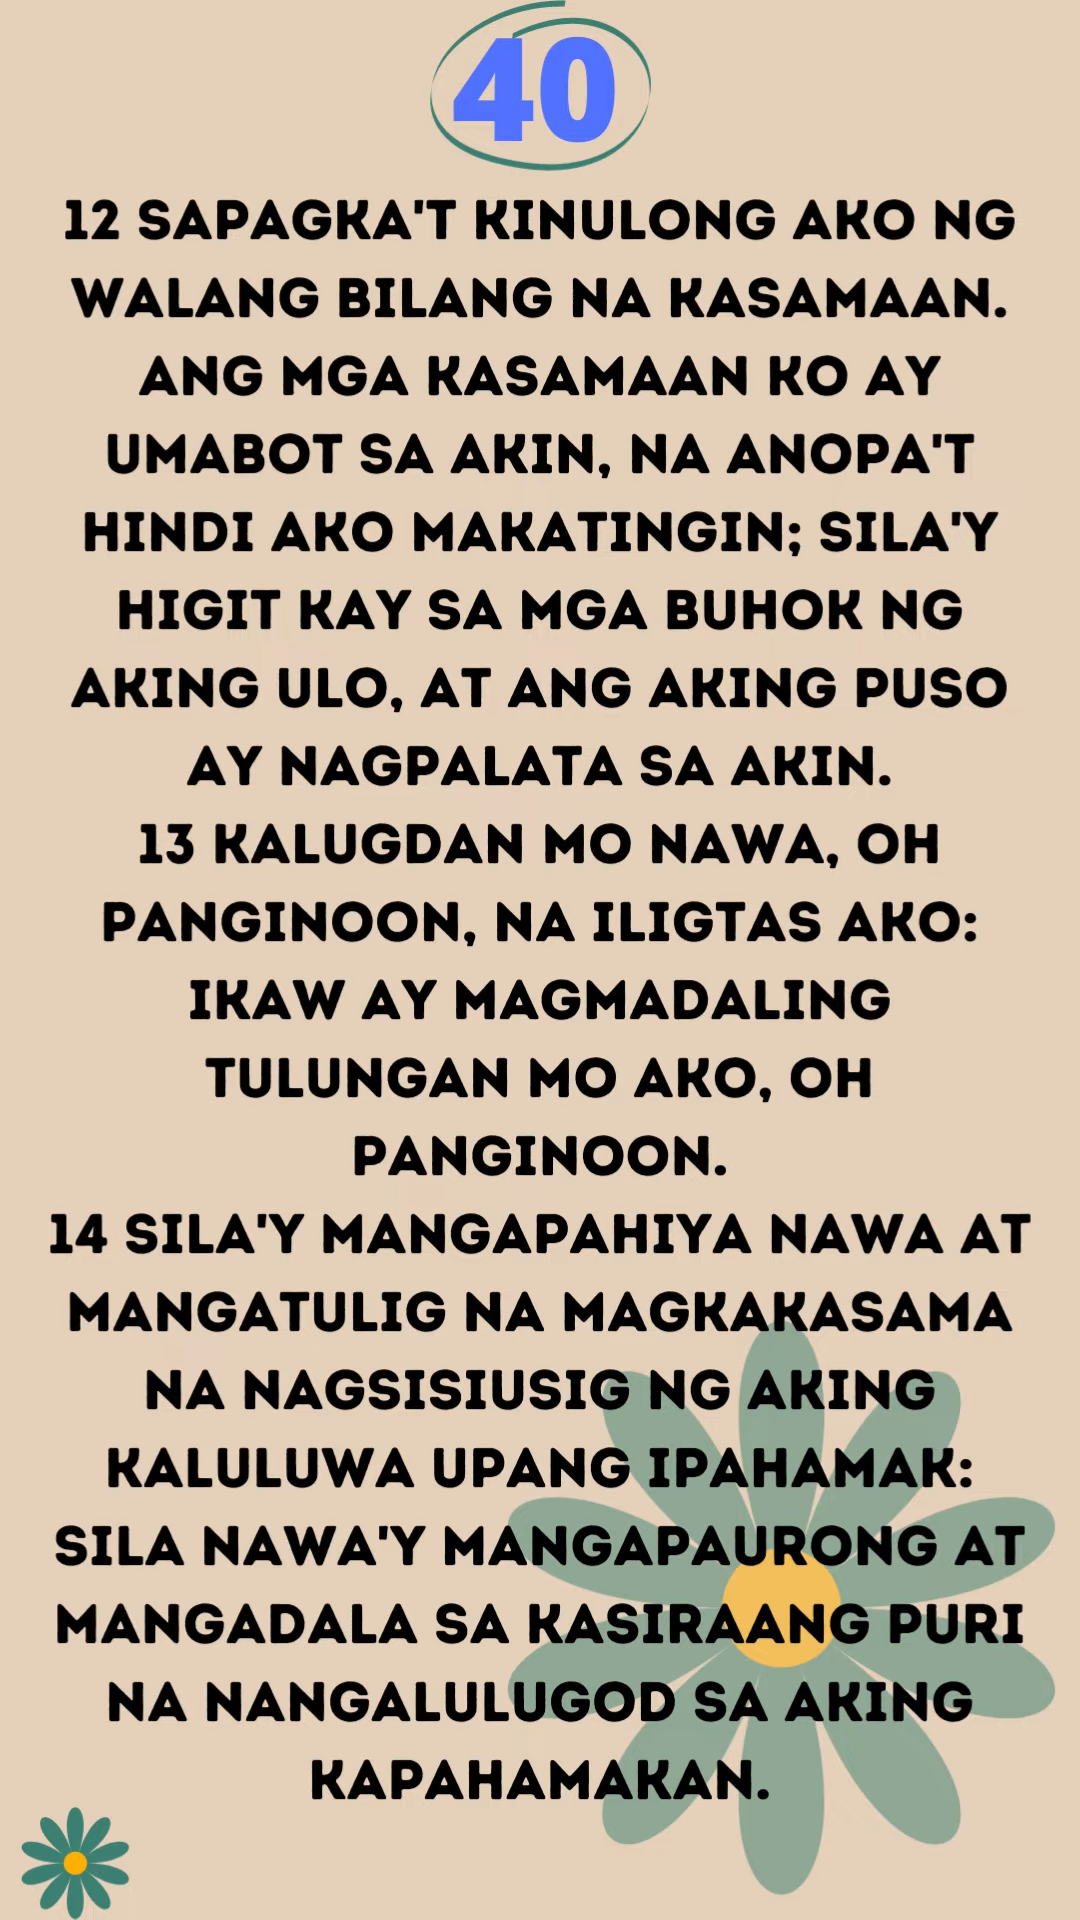 40
12 SAPAGKA'T KINULONG AKO NG
WALANG BILANG NA KASAMAAN.
ANG MGA KASAMAAN KO AY
UMABOT SA AKIN, NA ANOPA'T
HINDI AKO MAKATINGIN; SILA'Y
HIGIT KAY SA MGA BUHOK NG
AKING ULO, AT ANG AKING PUSO
AY NAGPALATA SA AKIN.
13 KALUGDAN MO NAWA, OH
PANGINOON, NA ILIGTAS AKO:
IKAW AY MAGMADALING
TULUNGAN MO AKO, OH
PANGINOON.
14 SILA'Y MANGAPAHIYA NAWA AT
MANGATULIG NA MAGKAKASAMA
NA NAGSISIUSIG NG AKING
KALULUWA UPANG IPAHAMAK:
SILA NAWA'Y MANGAPAURONG AT
MANGADALA SA KASIRAANG PURI
NA NANGALULUGOD SA AKING
KAPAHAMAKAN.